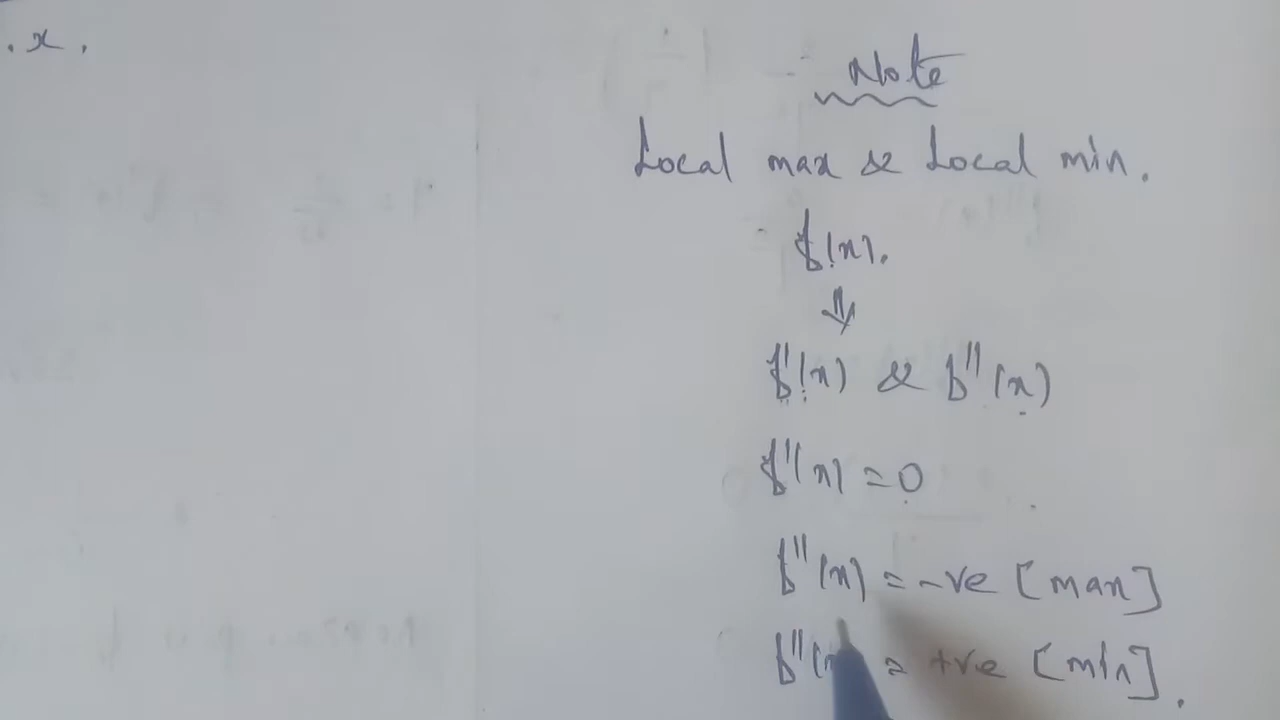 . x .
Note
Local max & Local min.
f(x).
⇓
f'(x) & f''(x)
f'(x) = 0
f''(x) = -ve [max]
f''(x = +ve [min].